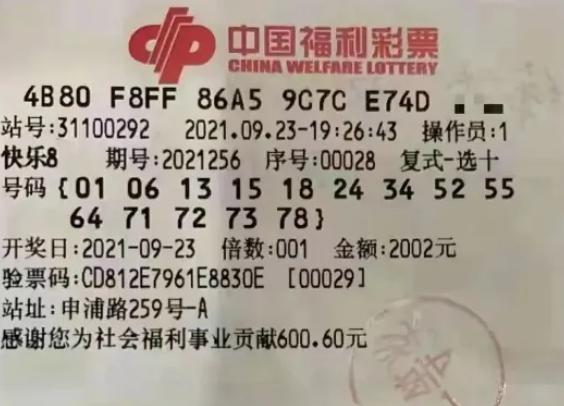 中国福利彩票
CHINA WELFARE LOTTERY
4B80 F8FF 86A5 9C7C E74D
站号:31100292 2021.09.23-19:26:43 操作员:1
快乐8 期号:2021256 序号:00028 复式-选十
号码{01 06 13 15 18 24 34 52 55
64 71 72 73 78}
开奖日:2021-09-23 倍数:001 金额:2002元
验票码:CD812E7961E8830E [00029]
站址:申浦路259号-A
感谢您为社会福利事业贡献600.60元